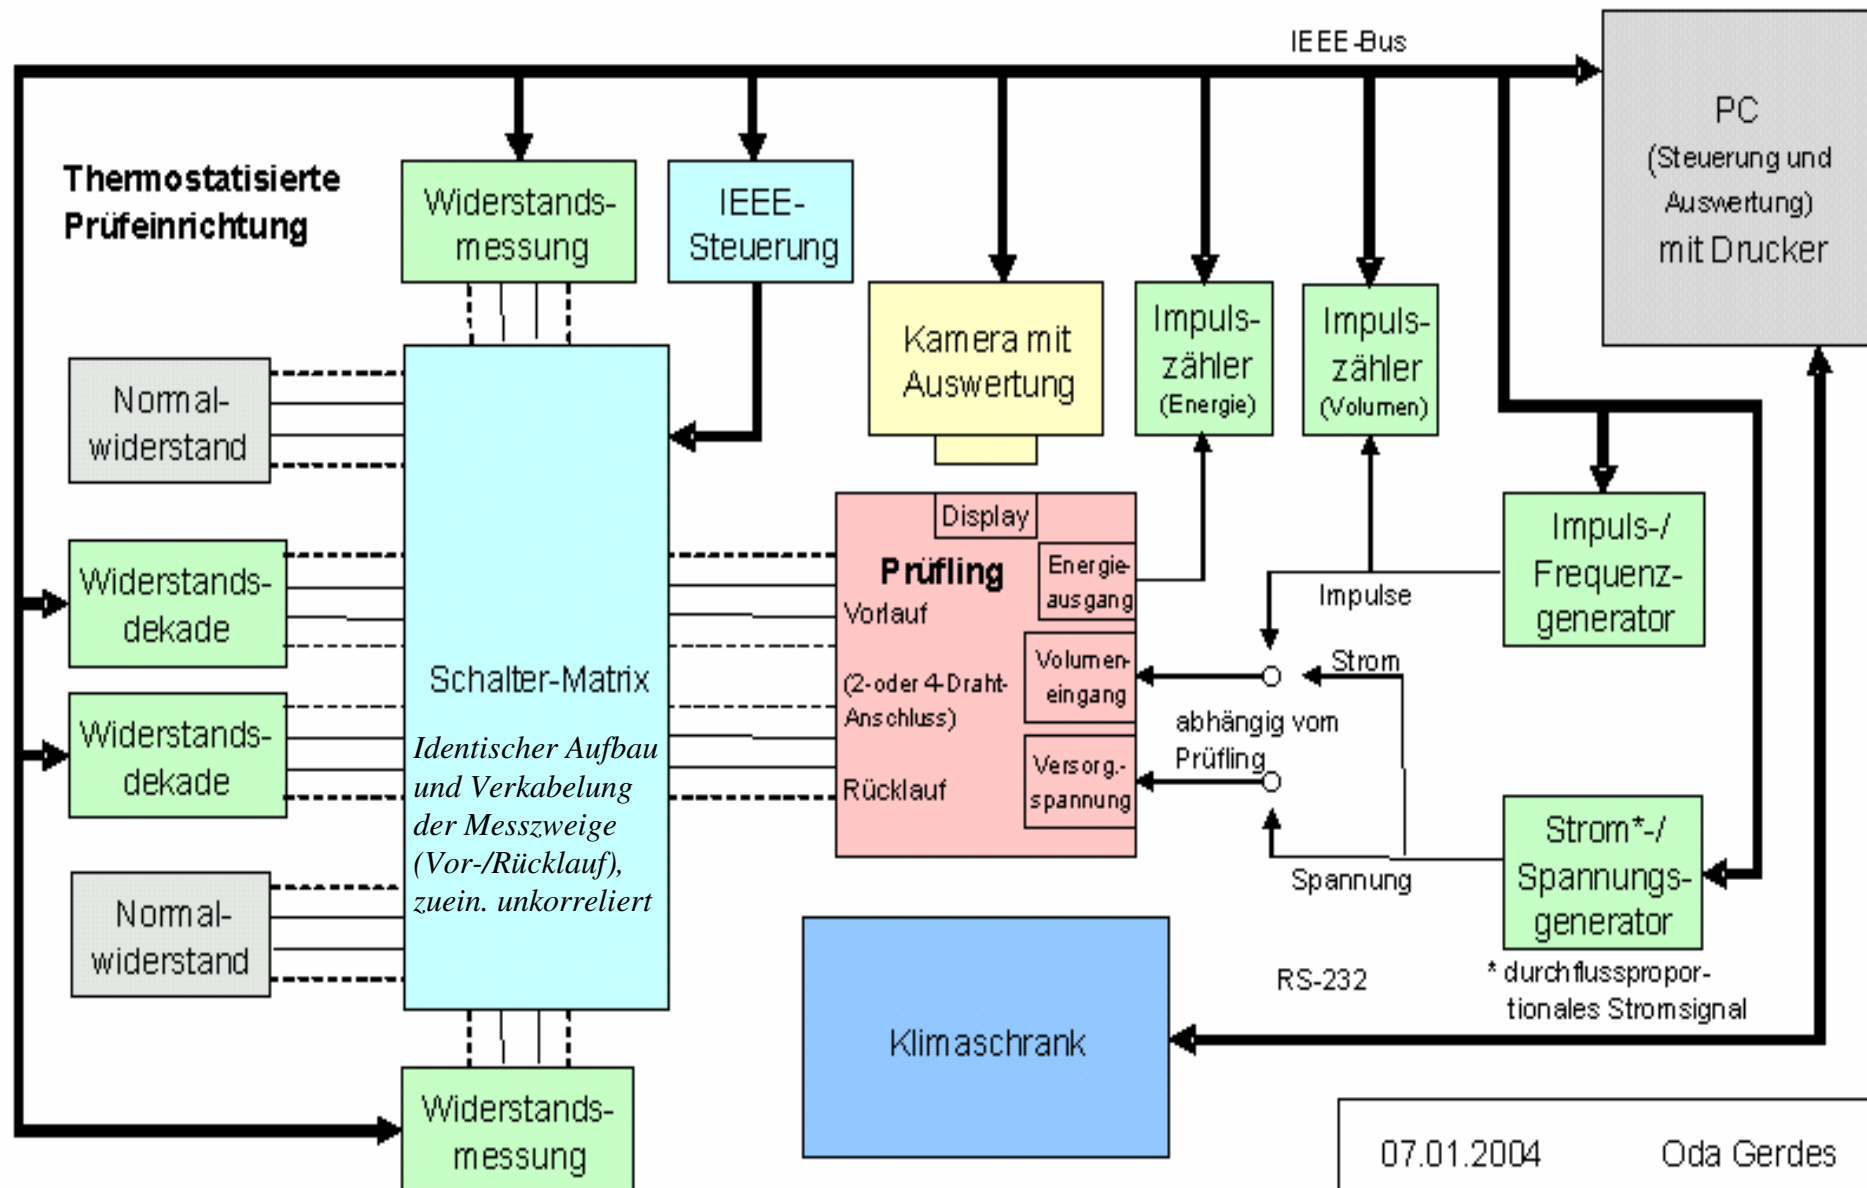 IEEE-Bus
PC
(Steuerung und
Auswertung)
mit Drucker
Thermostatisierte
Prüfeinrichtung
Widerstands-
messung
IEEE-
Steuerung
Kamera mit
Auswertung
Impuls-
zähler
(Energie)
Impuls-
zähler
(Volumen)
Normal-
widerstand
Widerstands-
dekade
Widerstands-
dekade
Normal-
widerstand
Schalter-Matrix
Identischer Aufbau
und Verkabelung
der Messzweige
(Vor-/Rücklauf),
zuein. unkorreliert
Display
Prüfling
Energie-
ausgang
Vorlauf
Volumen-
eingang
(2-oder 4-Draht-
Anschluss)
Versorg.-
spannung
Rücklauf
Impulse
Strom
abhängig vom
Prüfling
Spannung
Impuls-/
Frequenz-
generator
Strom*-/
Spannungs-
generator
* durchflusspropor-
tionales Stromsignal
RS-232
Klimaschrank
Widerstands-
messung
07.01.2004 Oda Gerdes